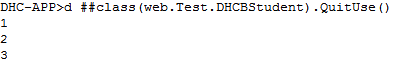 DHC-APP>d ##class(web.Test.DHCBStudent).QuitUse()
1
2
3